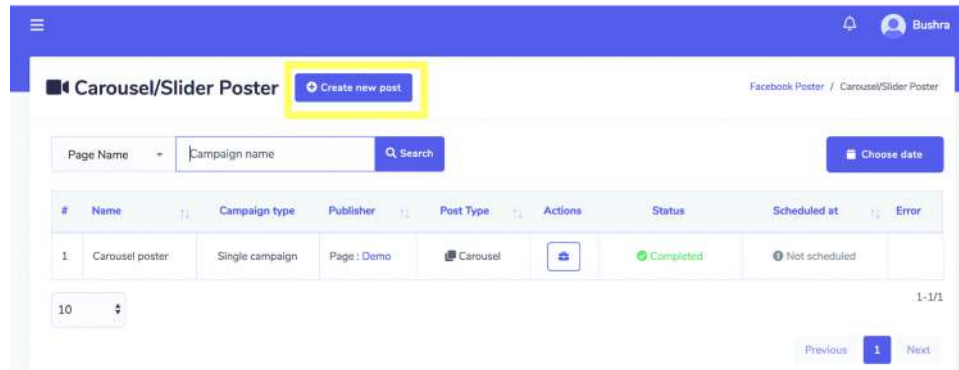 Bushra
Carousel/Slider Poster Create new post Facebook Poster / Carousel/Slider Poster
Page Name Campaign name Search Choose date
# Name Campaign type Publisher Post Type Actions Status Scheduled at Error
1 Carousel poster Single campaign Page : Demo Carousel Completed Not scheduled
1-1/1
10
Previous 1 Next